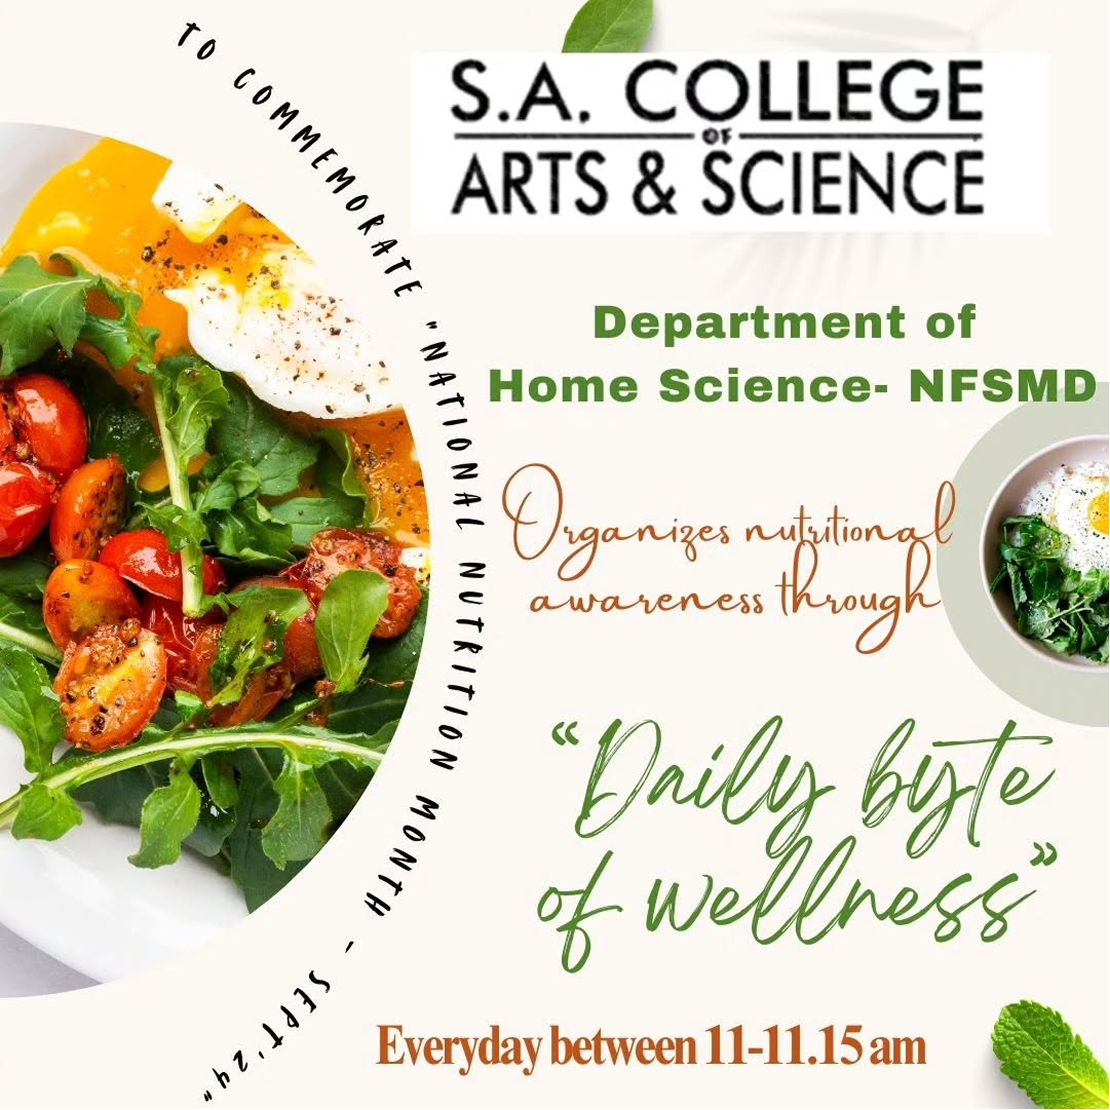 TO COMMEMORATE "NATIONAL NUTRITION MONTH - SEPT'24"
S.A. COLLEGE
OF
ARTS & SCIENCE
Department of
Home Science- NFSMD
Organizes nutritional
awareness through
“Daily byte
of wellness”
Everyday between 11-11.15 am